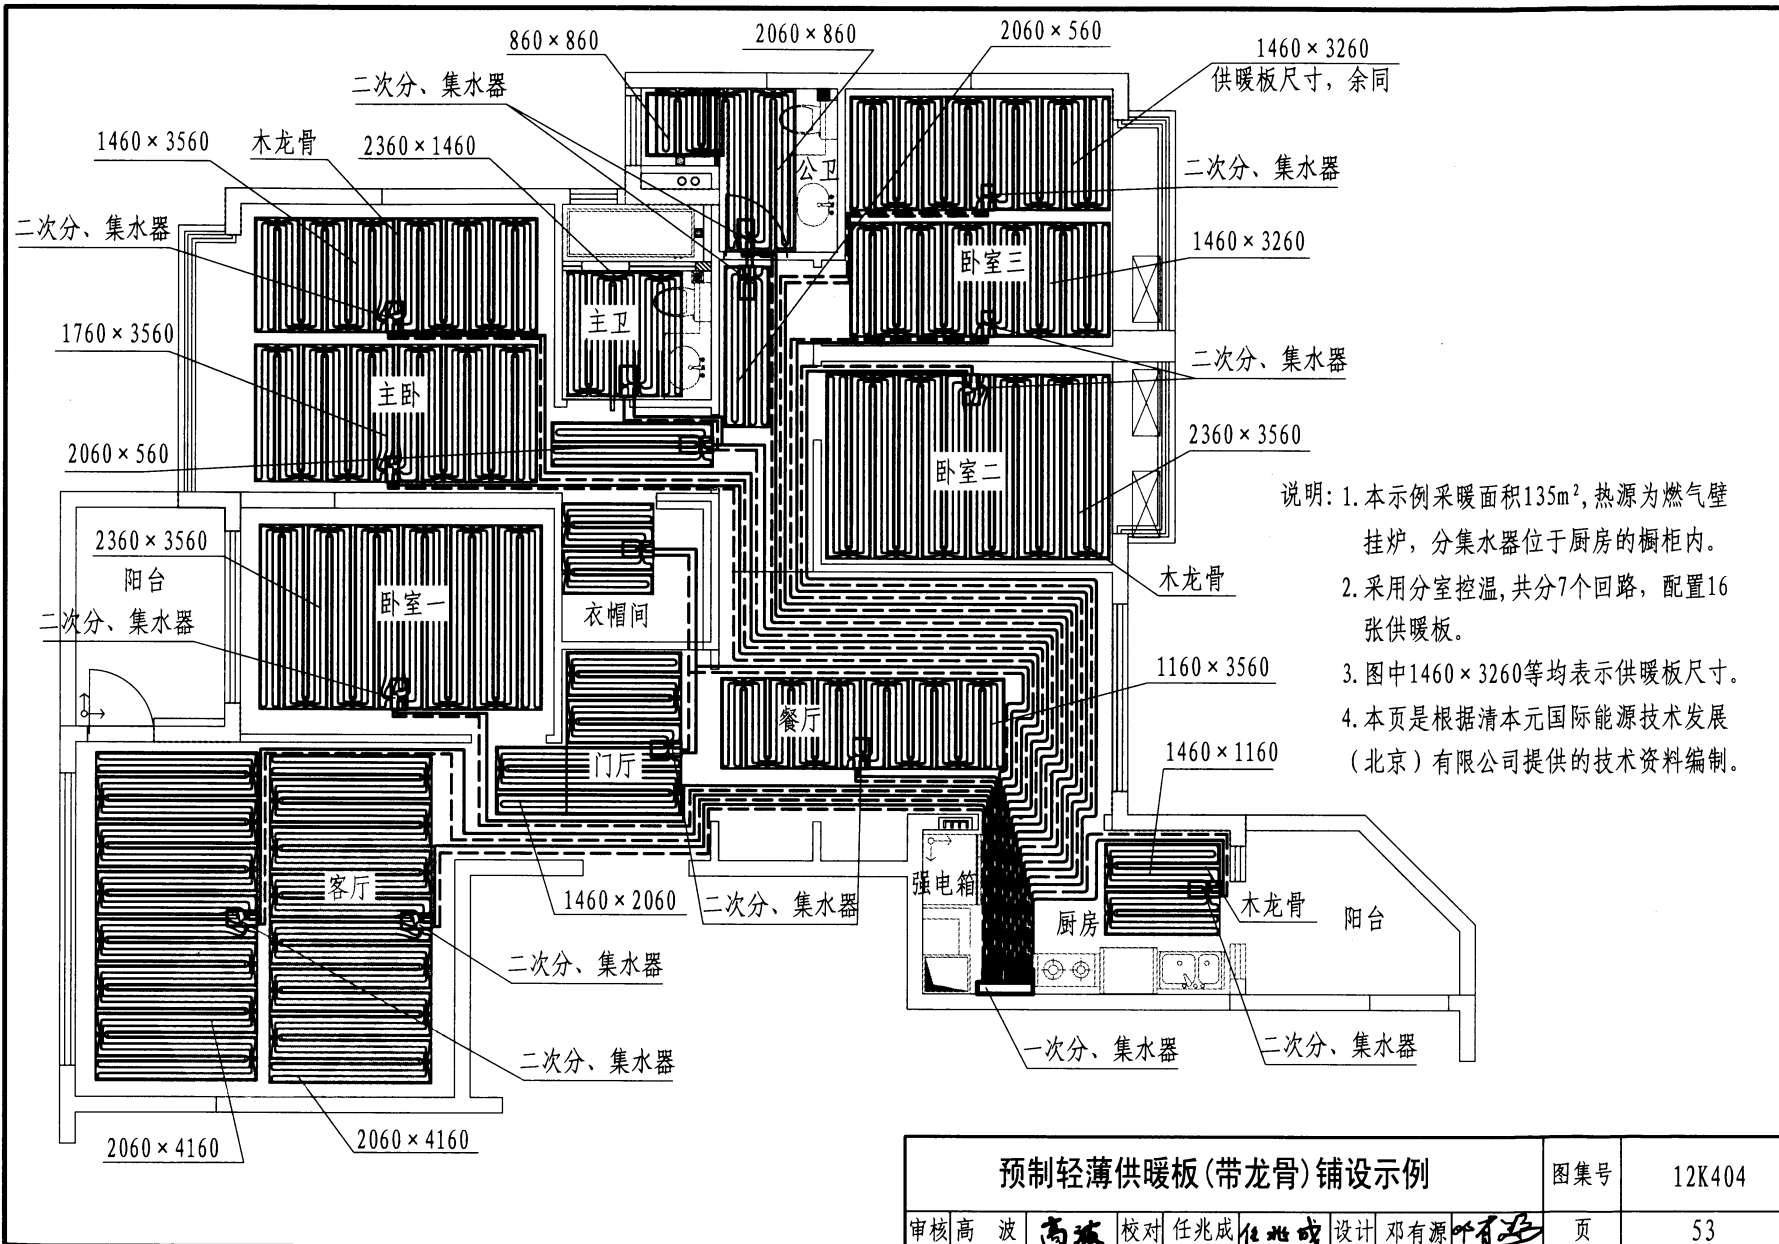 860×860
2060×860
2060×560
1460×3260
供暖板尺寸，余同
二次分、集水器
1460×3560
木龙骨
2360×1460
公卫
二次分、集水器
二次分、集水器
1460×3260
卧室三
主卫
1760×3560
二次分、集水器
主卧
2060×560
2360×3560
卧室二
说明：1.本示例采暖面积135m²,热源为燃气壁
挂炉，分集水器位于厨房的橱柜内。
2.采用分室控温,共分7个回路，配置16
张供暖板。
3.图中1460×3260等均表示供暖板尺寸。
4.本页是根据清本元国际能源技术发展
（北京）有限公司提供的技术资料编制。
2360×3560
阳台
卧室一
衣帽间
木龙骨
二次分、集水器
1160×3560
餐厅
门厅
1460×1160
客厅
1460×2060
二次分、集水器
强电箱
厨房
木龙骨
阳台
二次分、集水器
二次分、集水器
一次分、集水器
二次分、集水器
2060×4160
2060×4160
预制轻薄供暖板(带龙骨)铺设示例
图集号
12K404
审核 高 波 高波 校对 任兆成 任兆成 设计 邓有源
页
53